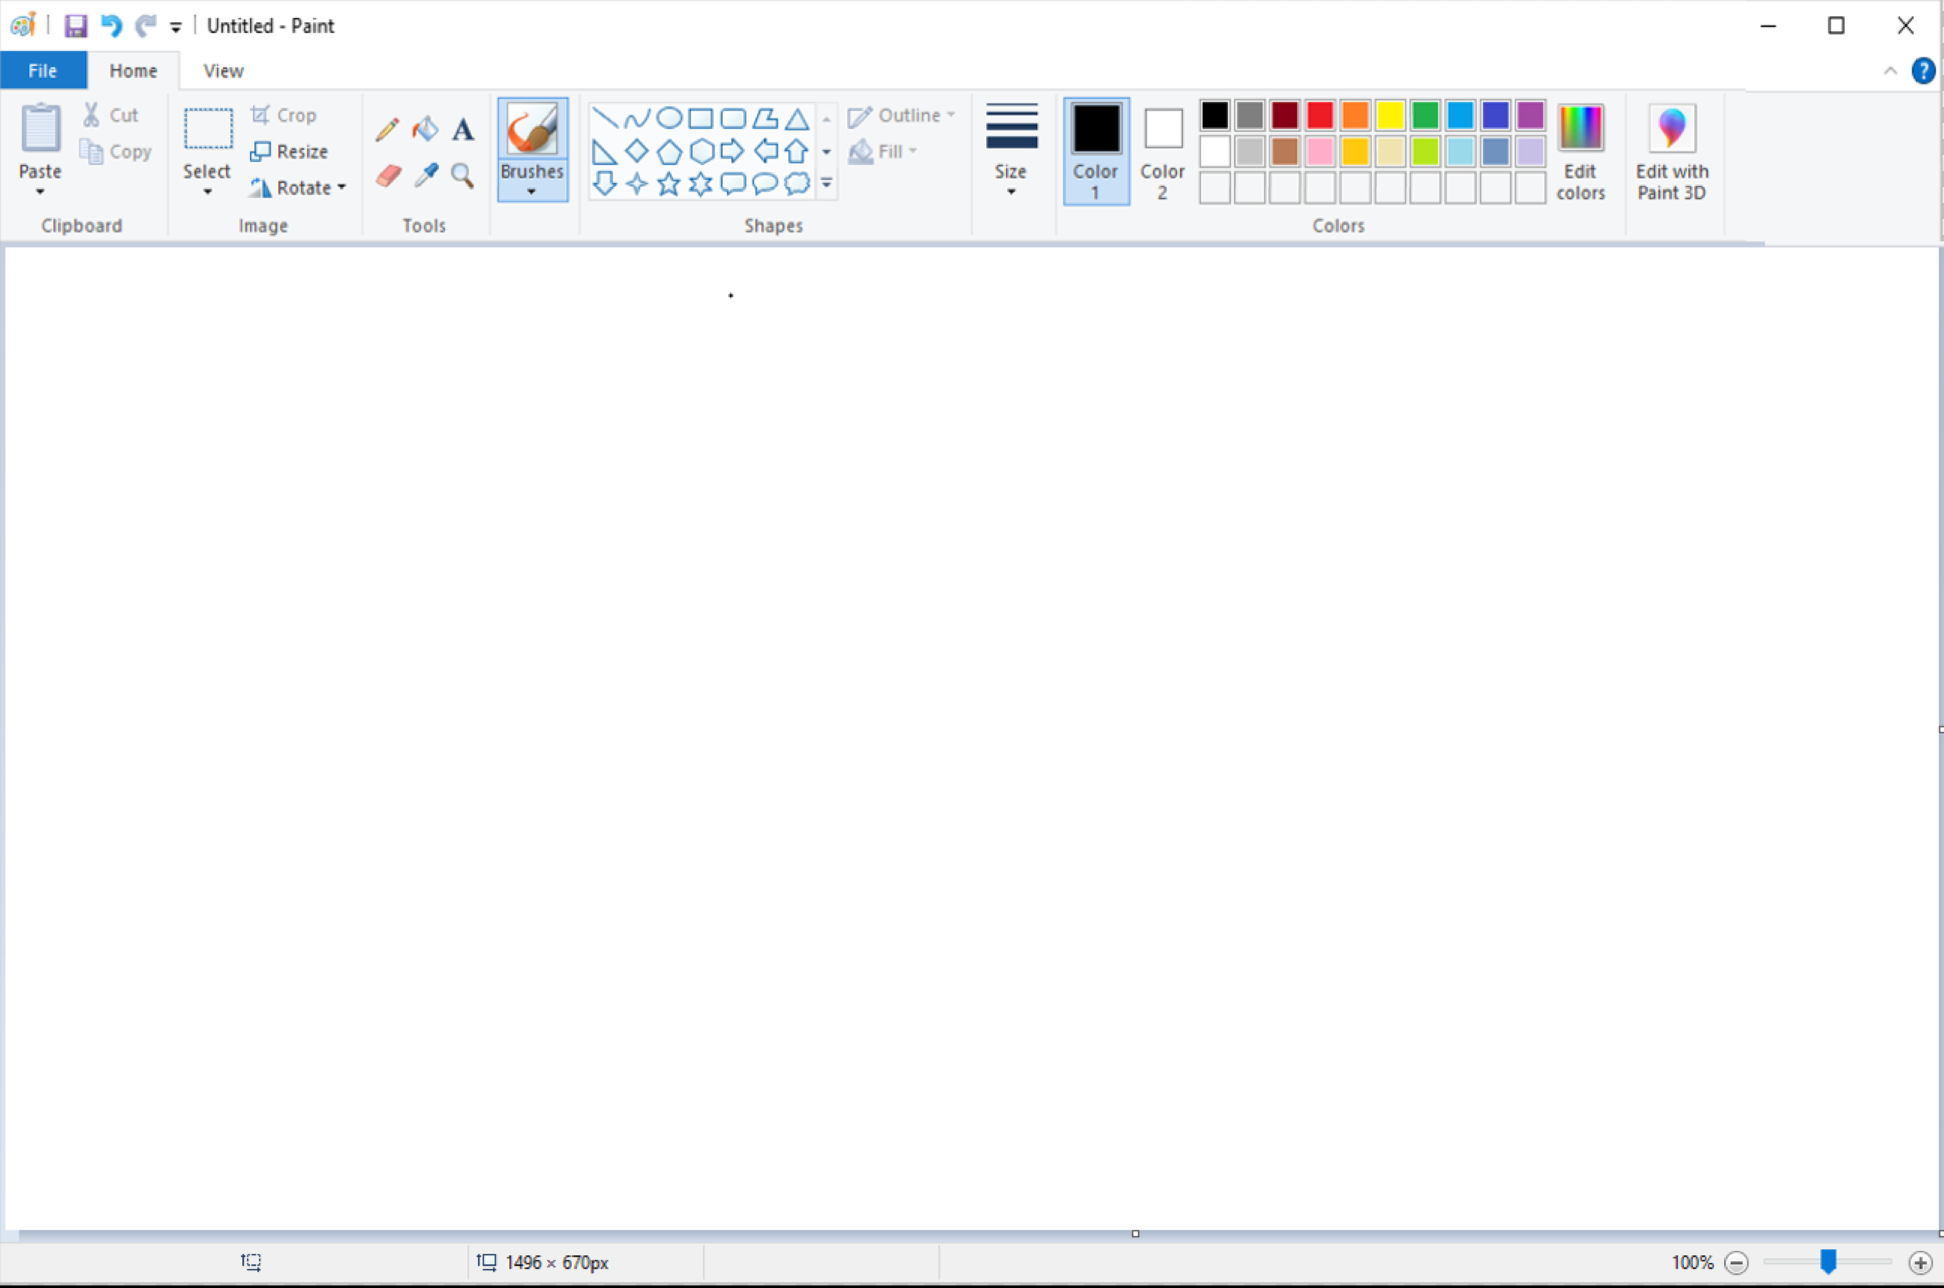 Untitled - Paint
File Home View
Paste Cut Copy Select Crop Resize Rotate A Brushes Outline Fill Size Color 1 Color 2 Edit colors Edit with Paint 3D ?
Clipboard Image Tools Shapes Colors
1496 × 670px 100%